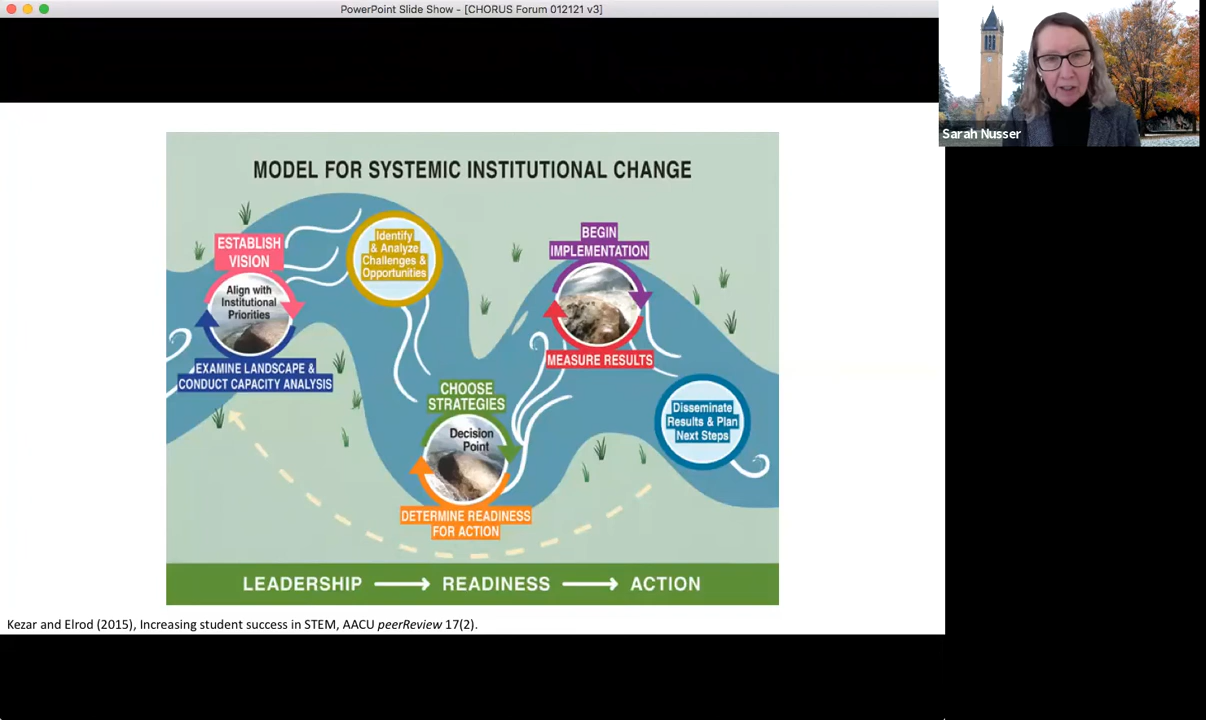 PowerPoint Slide Show - [CHORUS Forum 012121 v3]
Sarah Nusser
MODEL FOR SYSTEMIC INSTITUTIONAL CHANGE
ESTABLISH
VISION
Align with
Institutional
Priorities
EXAMINE LANDSCAPE &
CONDUCT CAPACITY ANALYSIS
Identify
& Analyze
Challenges &
Opportunities
CHOOSE
STRATEGIES
Decision
Point
DETERMINE READINESS
FOR ACTION
BEGIN
IMPLEMENTATION
MEASURE RESULTS
Disseminate
Results & Plan
Next Steps
LEADERSHIP → READINESS → ACTION
Kezar and Elrod (2015), Increasing student success in STEM, AACU peerReview 17(2).